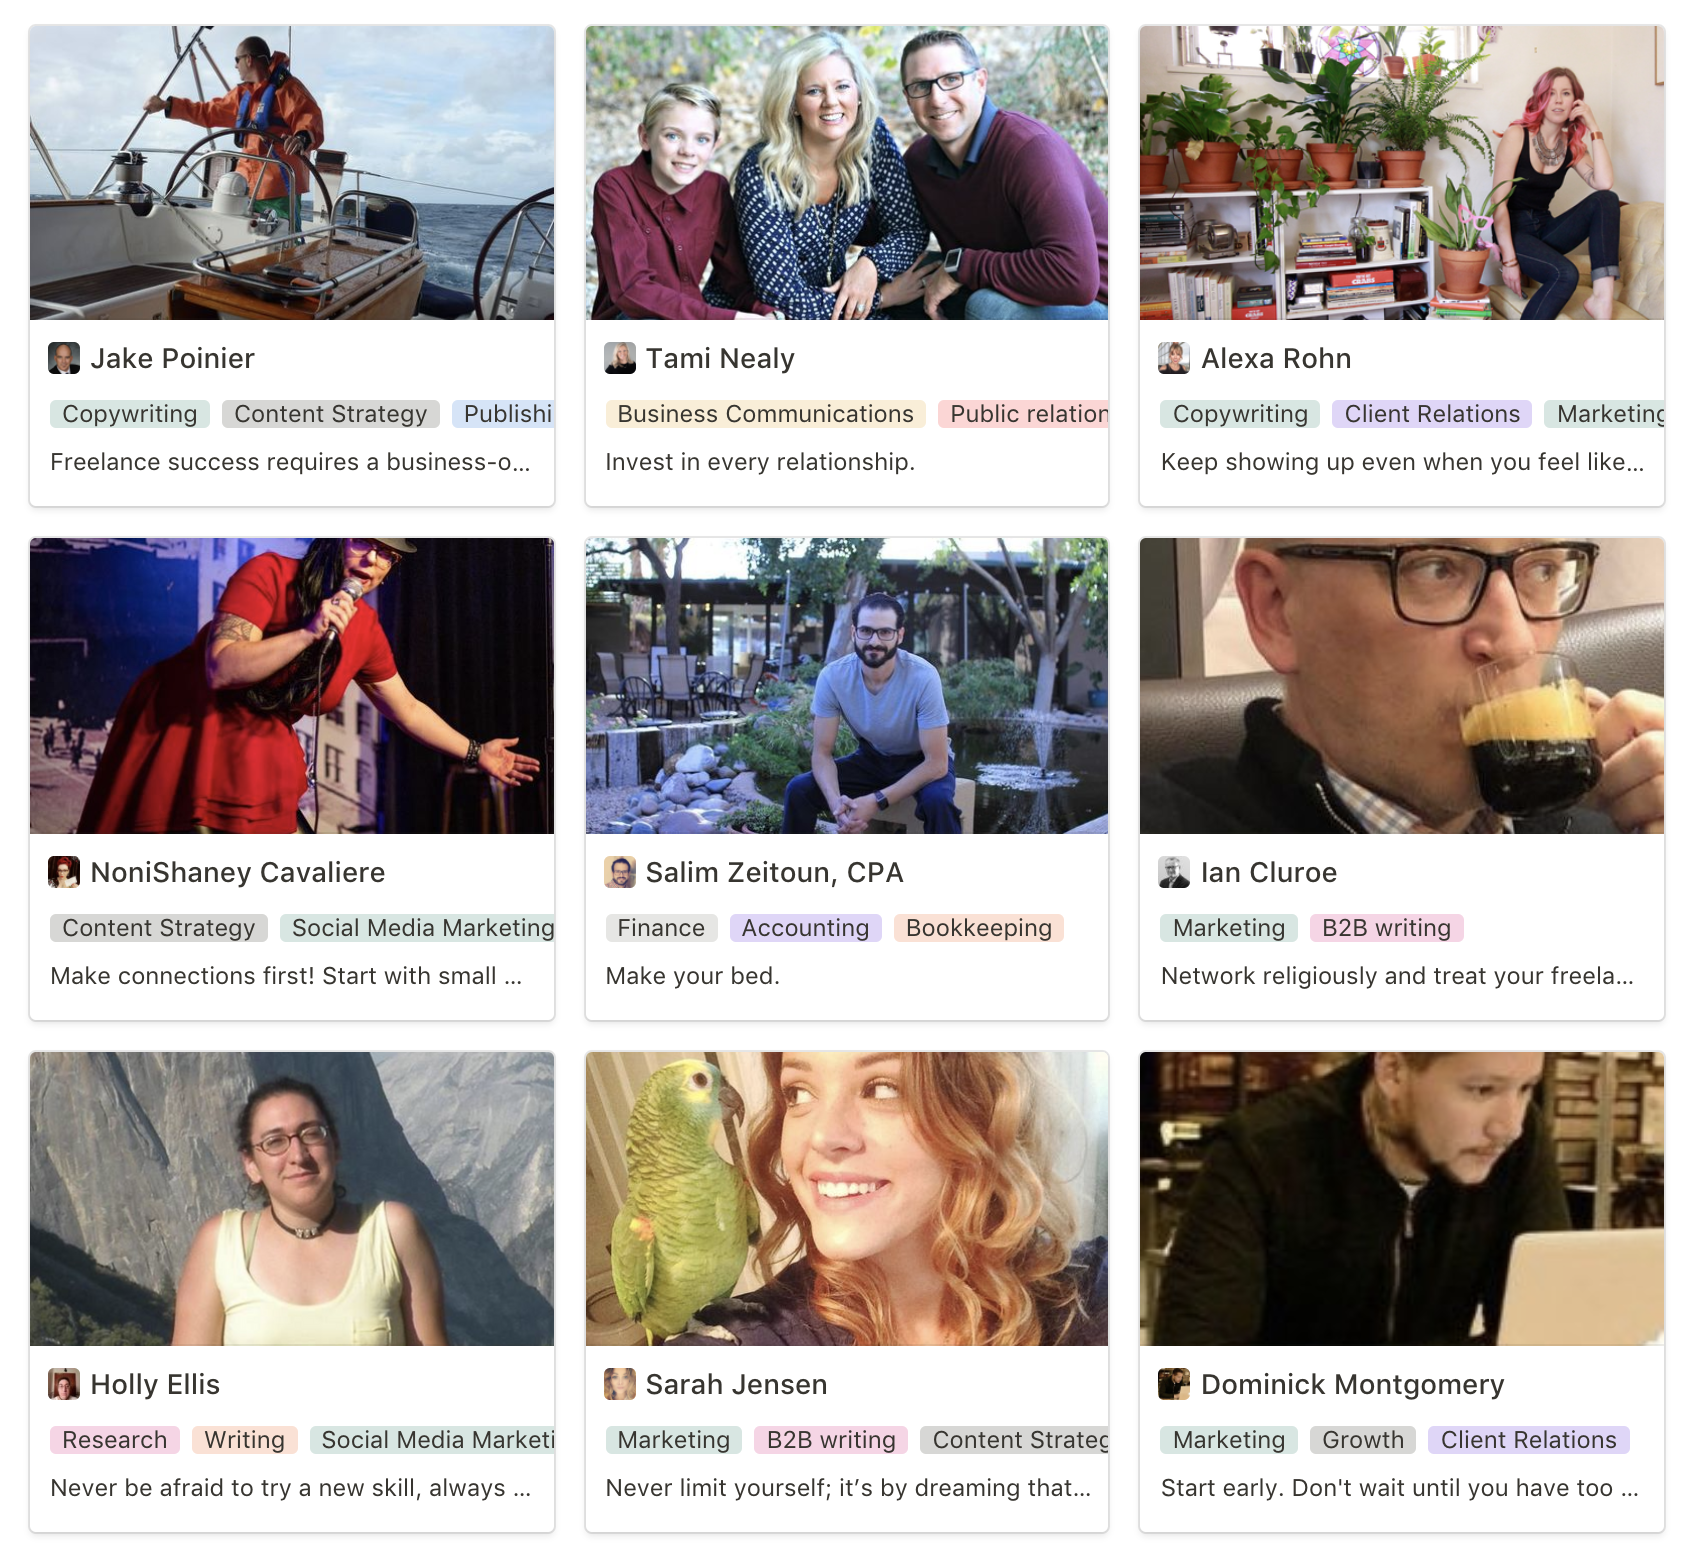 Jake Poinier
Copywriting Content Strategy Publishi
Freelance success requires a business-o...
Tami Nealy
Business Communications Public relation
Invest in every relationship.
Alexa Rohn
Copywriting Client Relations Marketing
Keep showing up even when you feel like...
NoniShaney Cavaliere
Content Strategy Social Media Marketing
Make connections first! Start with small ...
Salim Zeitoun, CPA
Finance Accounting Bookkeeping
Make your bed.
Ian Cluroe
Marketing B2B writing
Network religiously and treat your freela...
Holly Ellis
Research Writing Social Media Marketi
Never be afraid to try a new skill, always ...
Sarah Jensen
Marketing B2B writing Content Strateg
Never limit yourself; it’s by dreaming that...
Dominick Montgomery
Marketing Growth Client Relations
Start early. Don't wait until you have too ...